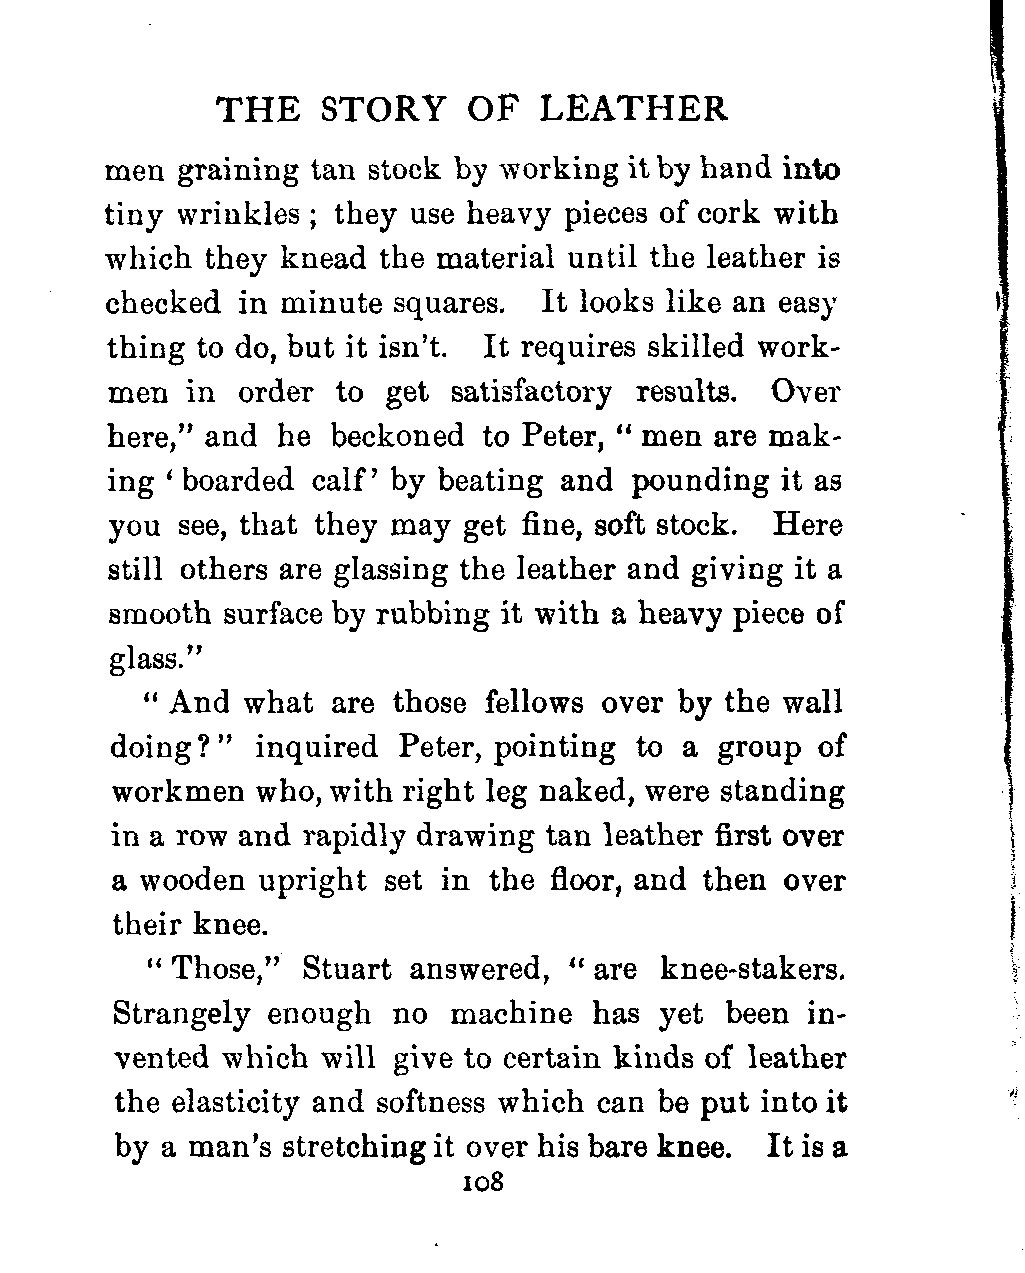 THE STORY OF LEATHER
men graining tan stock by working it by hand into
tiny wrinkles ; they use heavy pieces of cork with
which they knead the material until the leather is
checked in minute squares. It looks like an easy
thing to do, but it isn't. It requires skilled work-
men in order to get satisfactory results. Over
here," and he beckoned to Peter, " men are mak-
ing ' boarded calf' by beating and pounding it as
you see, that they may get fine, soft stock. Here
still others are glassing the leather and giving it a
smooth surface by rubbing it with a heavy piece of
glass."
" And what are those fellows over by the wall
doing? " inquired Peter, pointing to a group of
workmen who, with right leg naked, were standing
in a row and rapidly drawing tan leather first over
a wooden upright set in the floor, and then over
their knee.
" Those," Stuart answered, " are knee-stakers.
Strangely enough no machine has yet been in-
vented which will give to certain kinds of leather
the elasticity and softness which can be put into it
by a man's stretching it over his bare knee. It is a
108